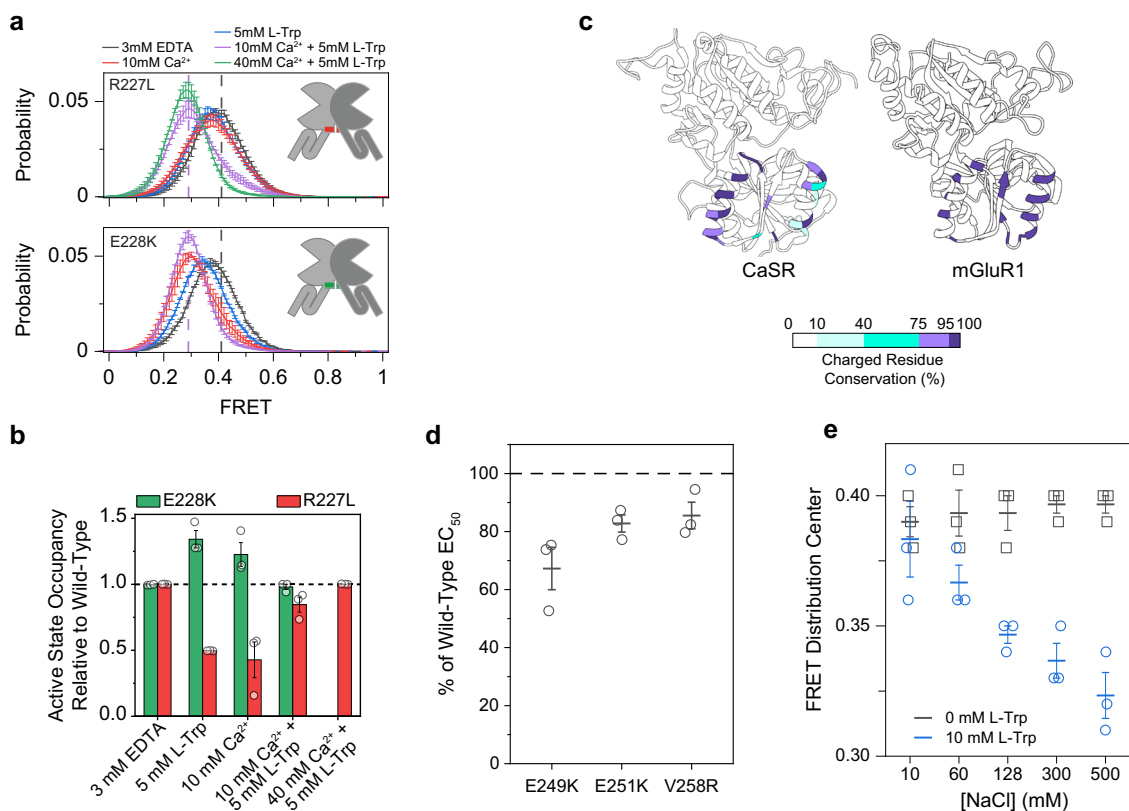 a
5mM L-Trp
3mM EDTA
10mM Ca²⁺ + 5mM L-Trp
10mM Ca²⁺
40mM Ca²⁺ + 5mM L-Trp
R227L
0.05
0
Probability
E228K
0.05
0
Probability
0 0.2 0.4 0.6 0.8 1
FRET
b
E228K
R227L
1.5
1.0
0.5
0.0
Active State Occupancy
Relative to Wild-Type
3 mM EDTA
5 mM L-Trp
10 mM Ca²⁺
10 mM Ca²⁺ +
5 mM L-Trp
40 mM Ca²⁺ +
5 mM L-Trp
c
CaSR
mGluR1
0 10 40 75 95 100
Charged Residue
Conservation (%)
d
100
80
60
40
20
0
% of Wild-Type EC₅₀
E249K E251K V258R
e
0.40
0.35
0.30
FRET Distribution Center
0 mM L-Trp
10 mM L-Trp
10 60 128 300 500
[NaCl] (mM)